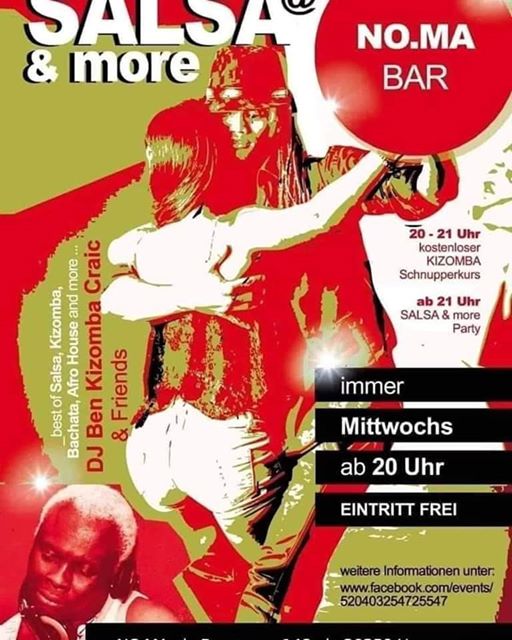 SALSA @
& more
NO.MA
BAR
20 - 21 Uhr
kostenloser
KIZOMBA
Schnupperkurs
ab 21 Uhr
SALSA & more
Party
best of Salsa, Kizomba,
Bachata, Afro House and more ...
DJ Ben Kizomba Craic
& Friends
immer
Mittwochs
ab 20 Uhr
EINTRITT FREI
weitere Informationen unter:
www.facebook.com/events/
520403254725547